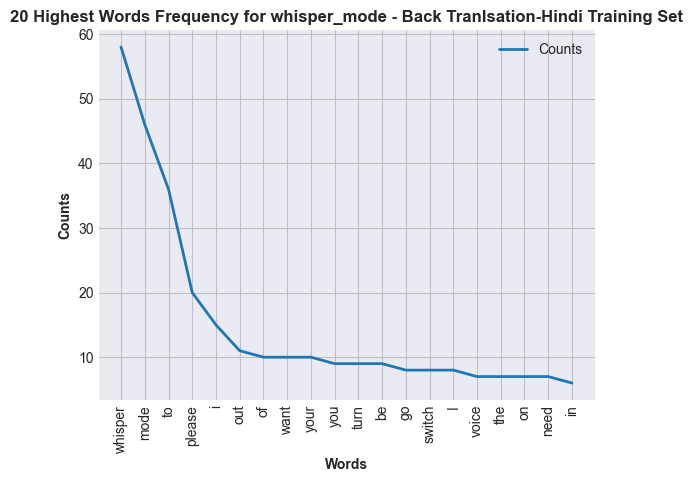 20 Highest Words Frequency for whisper_mode - Back Tranlsation-Hindi Training Set
Counts
60
50
40
30
20
10
Counts
whisper
mode
to
please
i
out
of
want
your
you
turn
be
go
switch
I
voice
the
on
need
in
Words